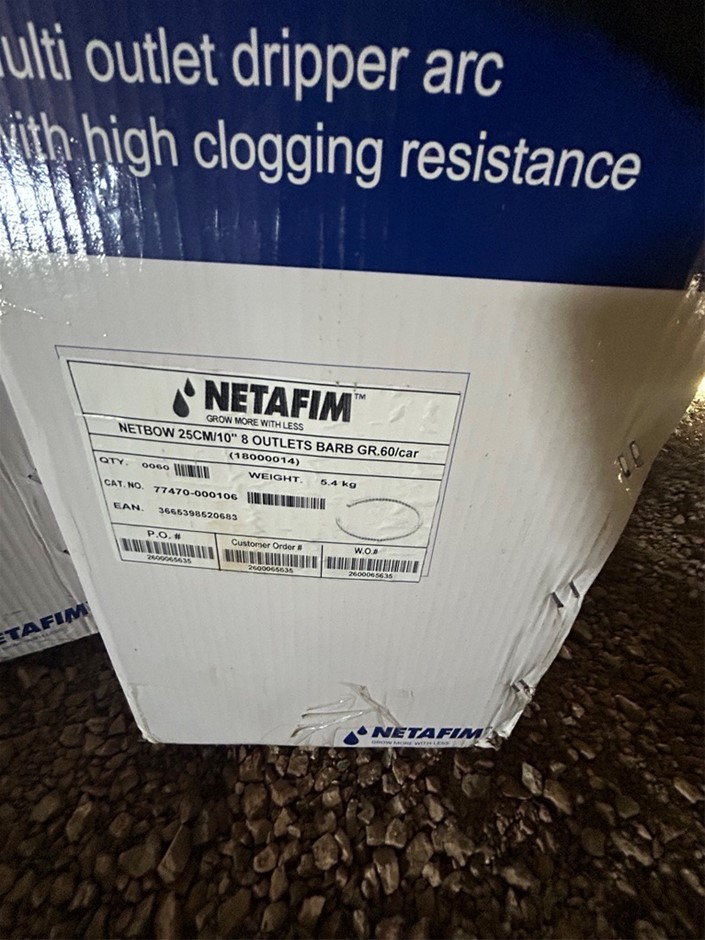 ulti outlet dripper arc
with high clogging resistance
NETAFIM™
GROW MORE WITH LESS
NETBOW 25CM/10" 8 OUTLETS BARB GR.60/car
(18000014)
QTY. 0060 WEIGHT. 5.4 kg
CAT. NO. 77470-000106
EAN. 3665398520683
P.O. # Customer Order # W.O.#
2600065635 2600065635 2600065635
ETAFIM
NETAFIM
GROW MORE WITH LESS